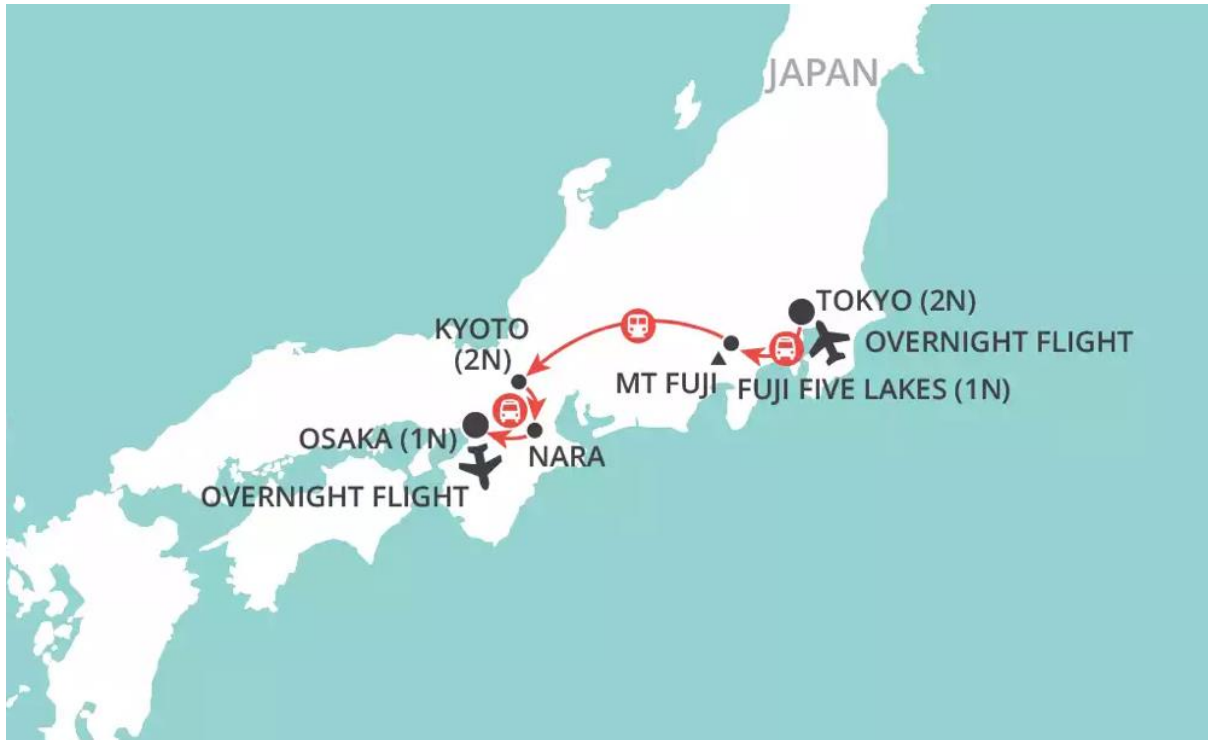 JAPAN
TOKYO (2N)
OVERNIGHT FLIGHT
KYOTO
(2N)
MT FUJI
FUJI FIVE LAKES (1N)
OSAKA (1N)
NARA
OVERNIGHT FLIGHT